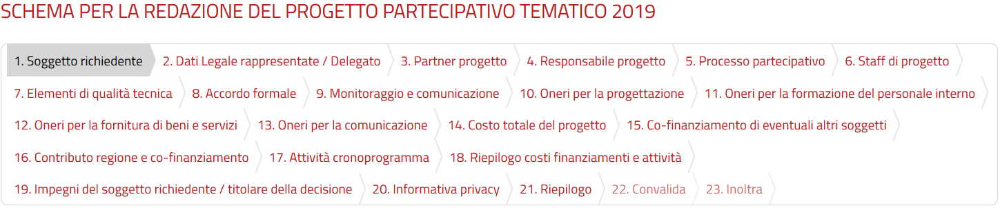 SCHEMA PER LA REDAZIONE DEL PROGETTO PARTECIPATIVO TEMATICO 2019
1. Soggetto richiedente 2. Dati Legale rappresentate / Delegato 3. Partner progetto 4. Responsabile progetto 5. Processo partecipativo 6. Staff di progetto
7. Elementi di qualità tecnica 8. Accordo formale 9. Monitoraggio e comunicazione 10. Oneri per la progettazione 11. Oneri per la formazione del personale interno
12. Oneri per la fornitura di beni e servizi 13. Oneri per la comunicazione 14. Costo totale del progetto 15. Co-finanziamento di eventuali altri soggetti
16. Contributo regione e co-finanziamento 17. Attività cronoprogramma 18. Riepilogo costi finanziamenti e attività
19. Impegni del soggetto richiedente / titolare della decisione 20. Informativa privacy 21. Riepilogo 22. Convalida 23. Inoltra